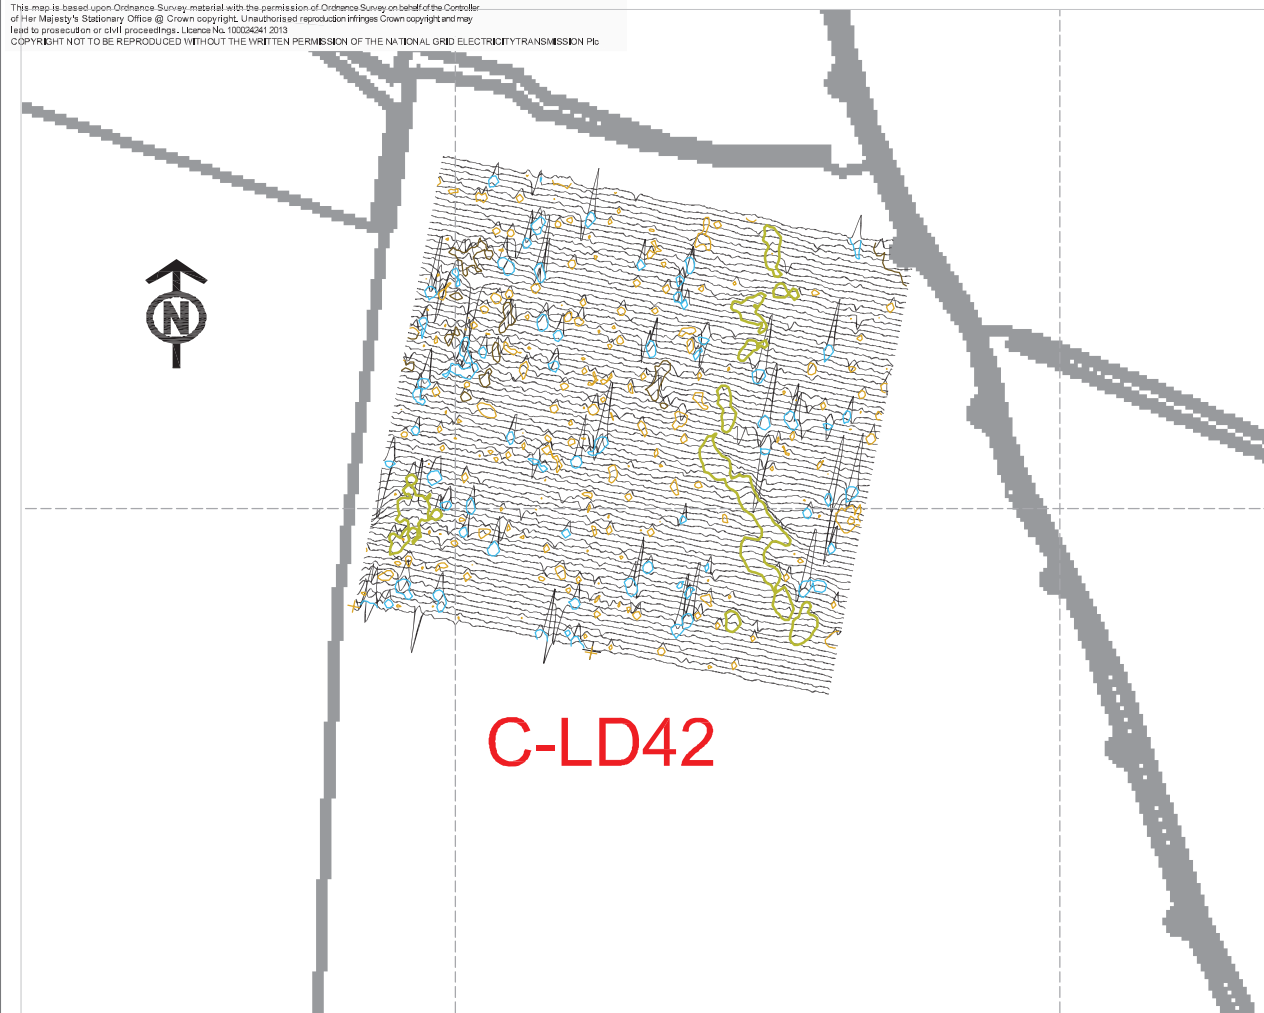 This map is based upon Ordnance Survey material with the permission of Ordnance Survey on behalf of the Controller
of Her Majesty's Stationary Office @ Crown copyright. Unauthorised reproduction infringes Crown copyright and may
lead to prosecution or civil proceedings. Licence No. 100024241 2013
COPYRIGHT NOT TO BE REPRODUCED WITHOUT THE WRITTEN PERMISSION OF THE NATIONAL GRID ELECTRICITY TRANSMISSION Plc
N
C-LD42